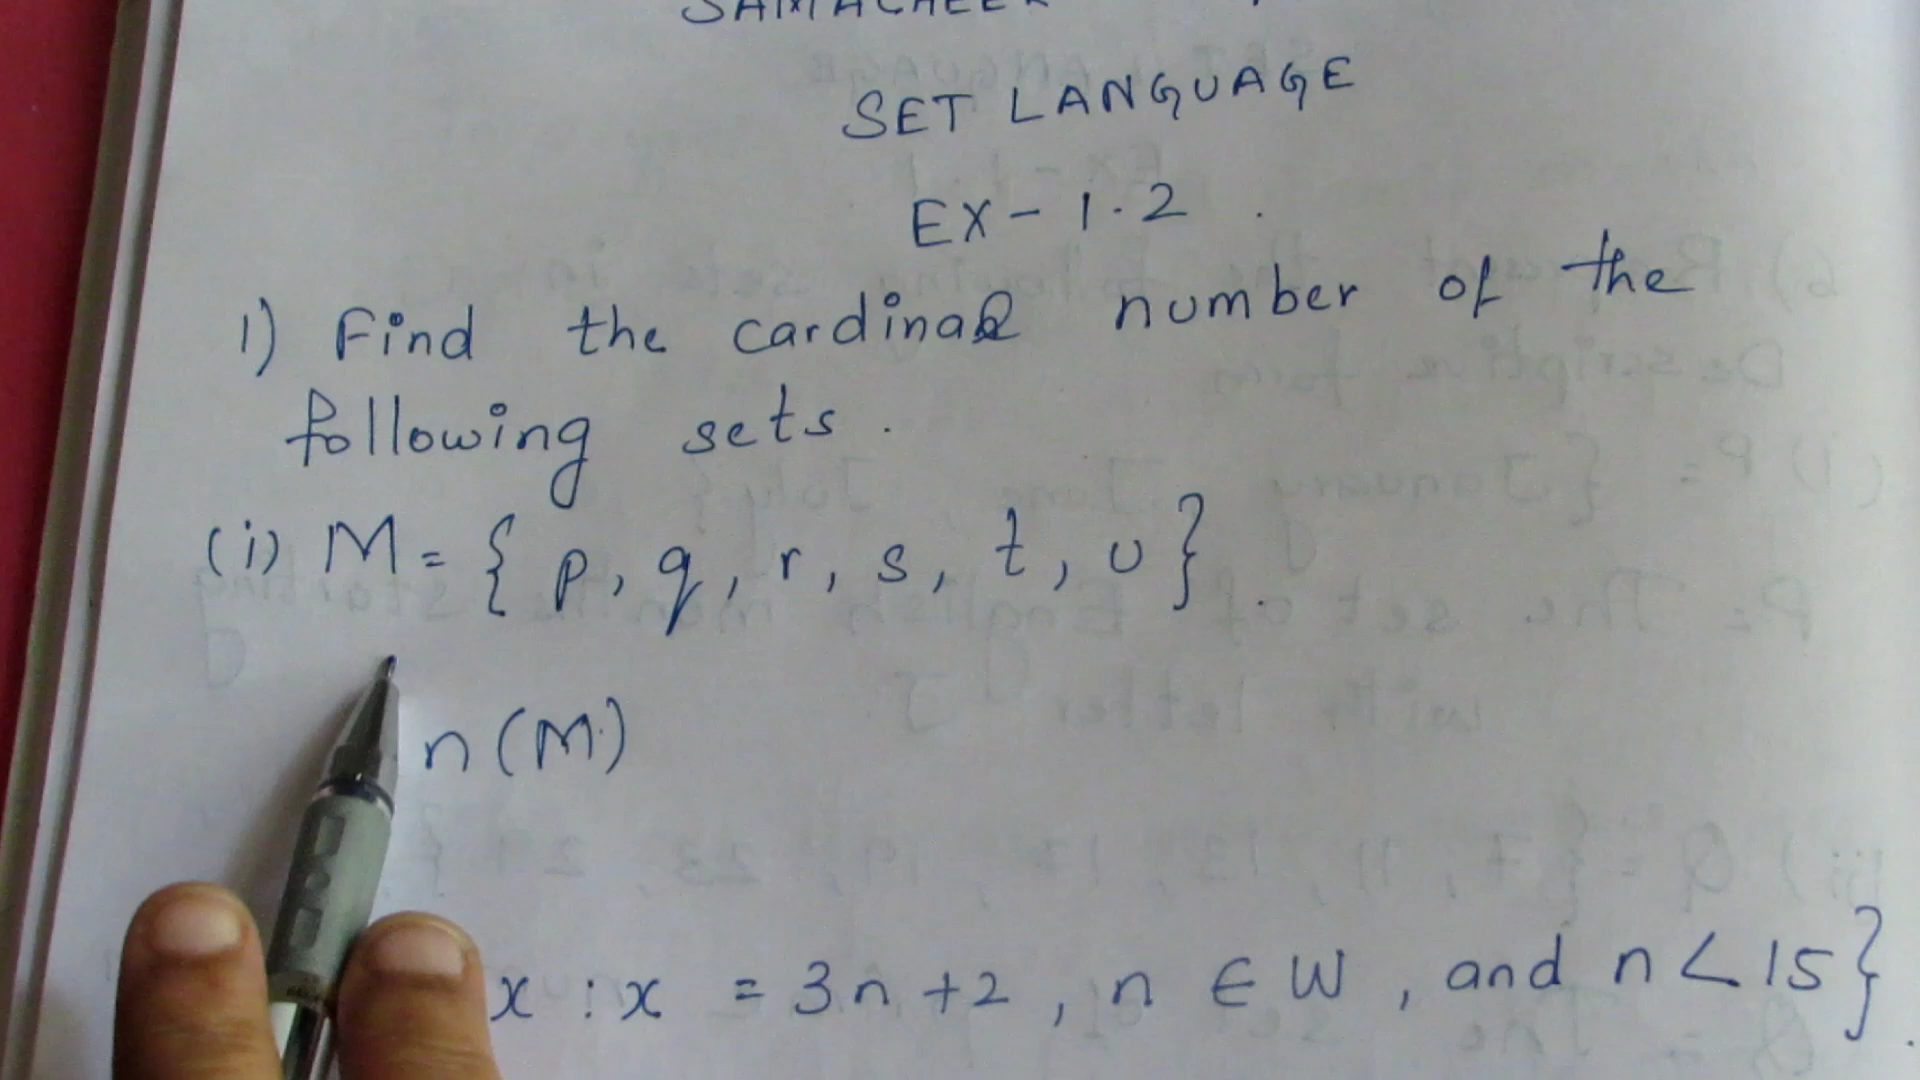 SET LANGUAGE
EX - 1.2 .
1) Find the cardinal number of the
following sets .
(i) M = { p, q, r, s, t, u } .
n (M)
x : x = 3n + 2 , n ∈ W , and n < 15 } .